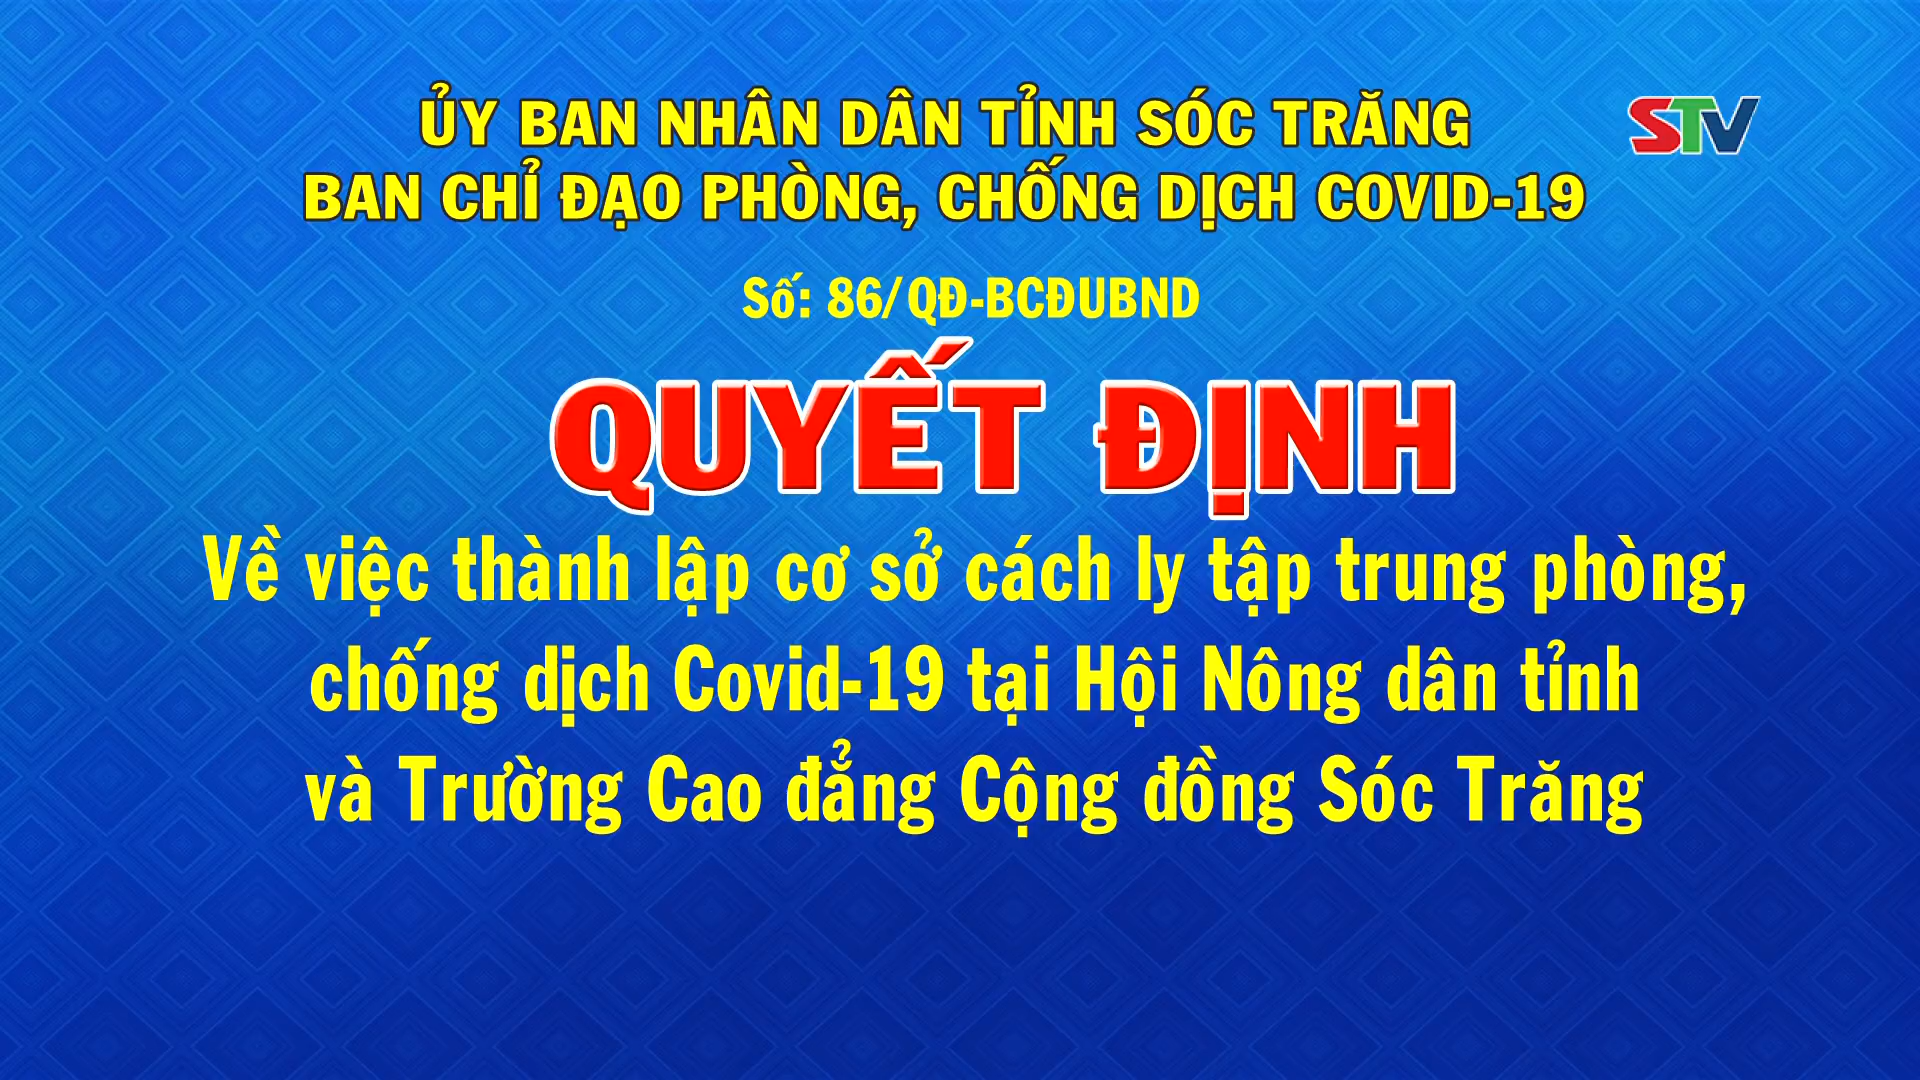 ỦY BAN NHÂN DÂN TỈNH SÓC TRĂNG
STV
BAN CHỈ ĐẠO PHÒNG, CHỐNG DỊCH COVID-19
Số: 86/QĐ-BCĐUBND
QUYẾT ĐỊNH
Về việc thành lập cơ sở cách ly tập trung phòng,
chống dịch Covid-19 tại Hội Nông dân tỉnh
và Trường Cao đẳng Cộng đồng Sóc Trăng